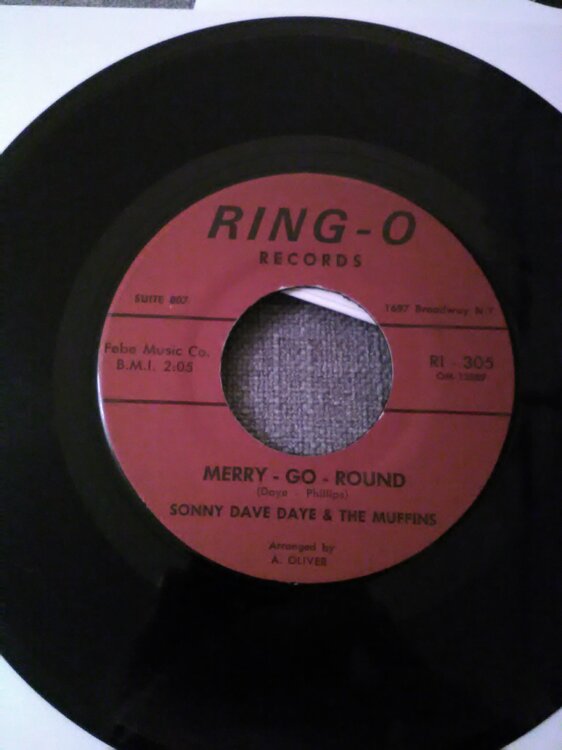 RING-O
RECORDS
SUITE 807
1697 Broadway N.Y
Febe Music Co.
B.M.I. 2:05
RI - 305
MERRY - GO - ROUND
(Daye - Phillips)
SONNY DAVE DAYE & THE MUFFINS
Arranged by
A. OLIVER